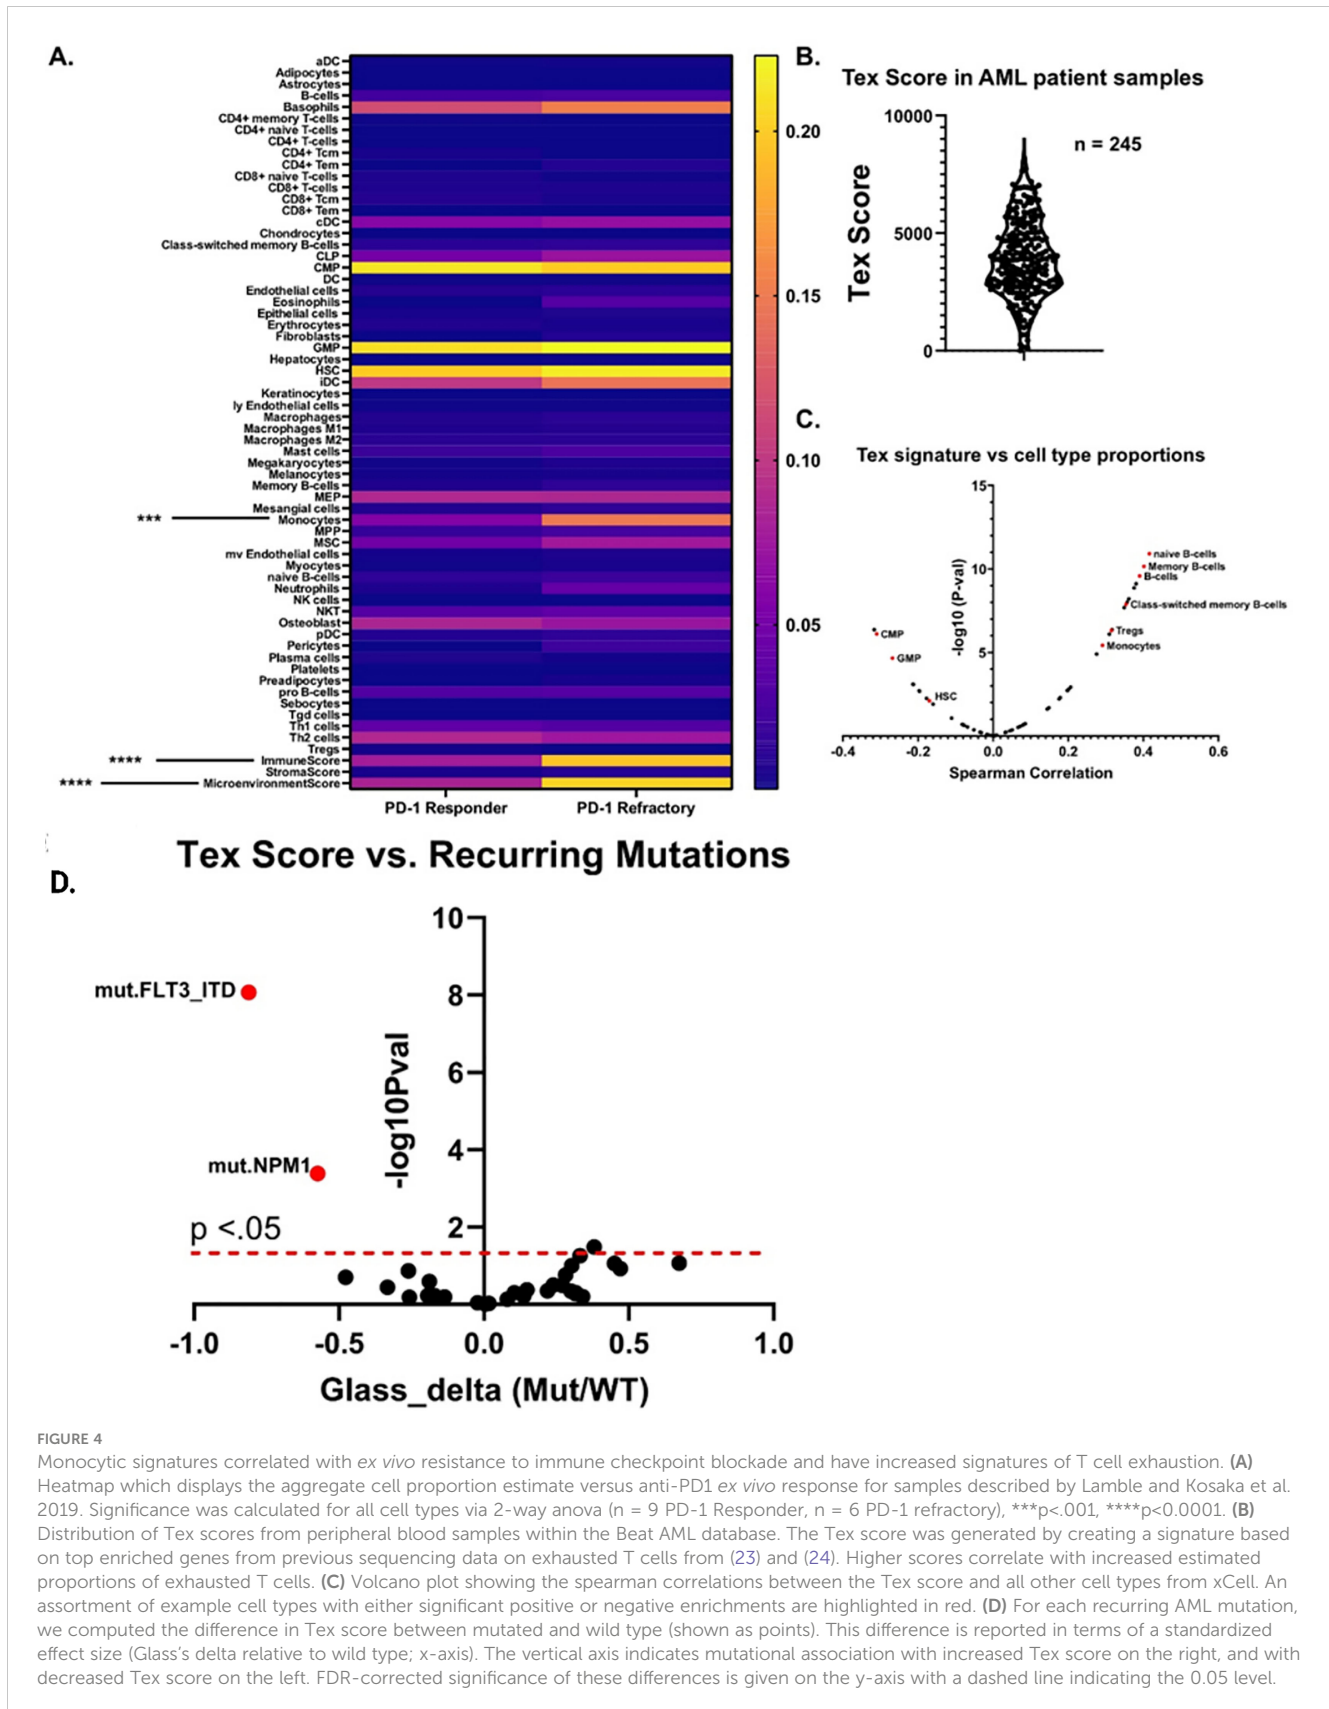 A.
aDC
Adipocytes
Astrocytes
B-cells
Basophils
CD4+ memory T-cells
CD4+ naive T-cells
CD4+ T-cells
CD4+ Tcm
CD4+ Tem
CD8+ naive T-cells
CD8+ T-cells
CD8+ Tcm
CD8+ Tem
cDC
Chondrocytes
Class-switched memory B-cells
CLP
CMP
DC
Endothelial cells
Eosinophils
Epithelial cells
Erythrocytes
Fibroblasts
GMP
Hepatocytes
HSC
iDC
Keratinocytes
ly Endothelial cells
Macrophages
Macrophages M1
Macrophages M2
Mast cells
Megakaryocytes
Melanocytes
Memory B-cells
MEP
Mesangial cells
*** Monocytes
MPP
MSC
mv Endothelial cells
Myocytes
naive B-cells
Neutrophils
NK cells
NKT
Osteoblast
pDC
Pericytes
Plasma cells
Platelets
Preadipocytes
pro B-cells
Sebocytes
Tgd cells
Th1 cells
Th2 cells
Tregs
**** ImmuneScore
StromaScore
**** MicroenvironmentScore
PD-1 Responder PD-1 Refractory
0.20
0.15
0.10
0.05
B.
Tex Score in AML patient samples
n = 245
Tex Score
10000
5000
0
C.
Tex signature vs cell type proportions
15
10
5
-log10 (P-val)
naive B-cells
Memory B-cells
B-cells
Class-switched memory B-cells
Tregs
Monocytes
CMP
GMP
HSC
-0.4 -0.2 0.0 0.2 0.4 0.6
Spearman Correlation
Tex Score vs. Recurring Mutations
D.
10
8
6
4
2
-log10Pval
mut.FLT3_ITD
mut.NPM1
p <.05
-1.0 -0.5 0.0 0.5 1.0
Glass_delta (Mut/WT)
FIGURE 4
Monocytic signatures correlated with ex vivo resistance to immune checkpoint blockade and have increased signatures of T cell exhaustion. (A)
Heatmap which displays the aggregate cell proportion estimate versus anti-PD1 ex vivo response for samples described by Lamble and Kosaka et al.
2019. Significance was calculated for all cell types via 2-way anova (n = 9 PD-1 Responder, n = 6 PD-1 refractory), ***p<.001, ****p<0.0001. (B)
Distribution of Tex scores from peripheral blood samples within the Beat AML database. The Tex score was generated by creating a signature based
on top enriched genes from previous sequencing data on exhausted T cells from (23) and (24). Higher scores correlate with increased estimated
proportions of exhausted T cells. (C) Volcano plot showing the spearman correlations between the Tex score and all other cell types from xCell. An
assortment of example cell types with either significant positive or negative enrichments are highlighted in red. (D) For each recurring AML mutation,
we computed the difference in Tex score between mutated and wild type (shown as points). This difference is reported in terms of a standardized
effect size (Glass's delta relative to wild type; x-axis). The vertical axis indicates mutational association with increased Tex score on the right, and with
decreased Tex score on the left. FDR-corrected significance of these differences is given on the y-axis with a dashed line indicating the 0.05 level.